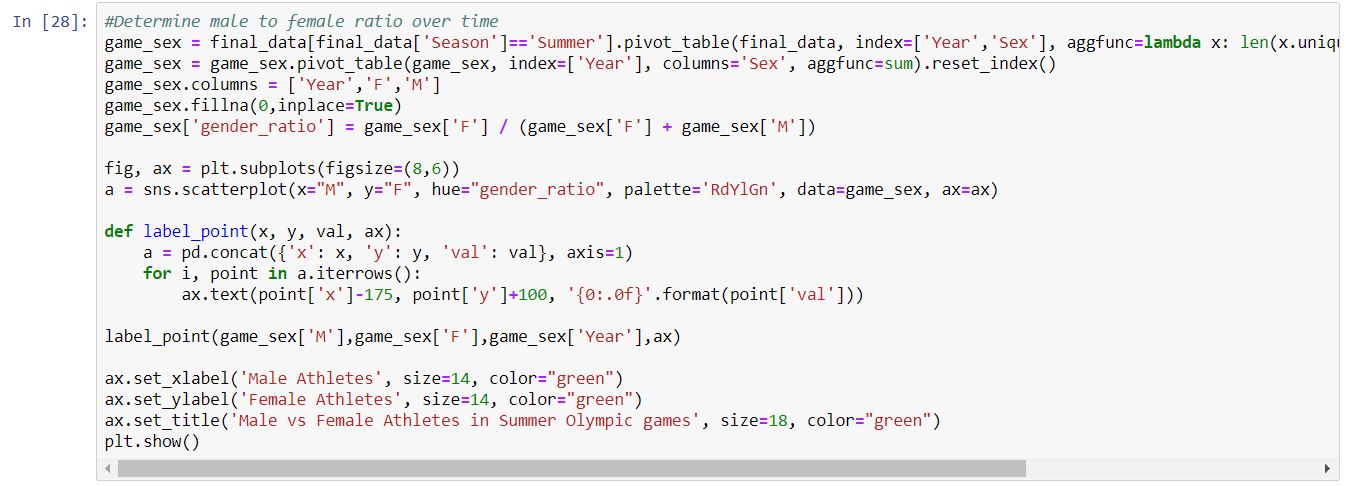 In [28]: #Determine male to female ratio over time
game_sex = final_data[final_data['Season']=='Summer'].pivot_table(final_data, index=['Year','Sex'], aggfunc=lambda x:
game_sex = game_sex.pivot_table(game_sex, index=['Year'], columns='Sex', aggfunc=sum).reset_index()
game_sex.columns = ['Year','F','M']
game_sex.fillna(0,inplace=True)
game_sex['gender_ratio'] = game_sex['F'] / (game_sex['F'] + game_sex['M'])
fig, ax = plt.subplots(figsize=(8,6))
a = sns.scatterplot(x="M", y="F", hue="gender_ratio", palette='RdYlGn', data=game_sex, ax=ax)
def label_point(x, y, val, ax):
    a = pd.concat({'x': x, 'y': y, 'val': val}, axis=1)
    for i, point in a.iterrows():
        ax.text(point['x']-175, point['y']+100, '{0:.0f}'.format(point['val']))
label_point(game_sex['M'],game_sex['F'],game_sex['Year'],ax)
ax.set_xlabel('Male Athletes', size=14, color="green")
ax.set_ylabel('Female Athletes', size=14, color="green")
ax.set_title('Male vs Female Athletes in Summer Olympic games', size=18, color="green")
plt.show()